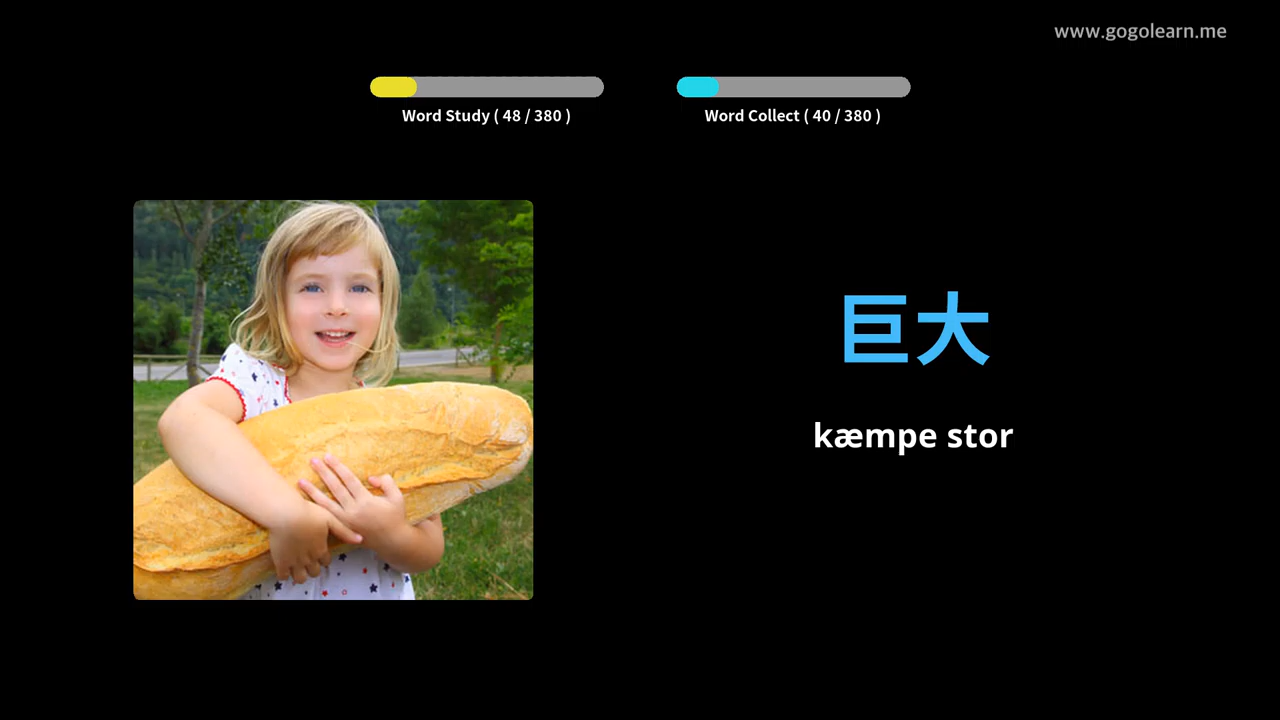 www.gogolearn.me
Word Study ( 48 / 380 )
Word Collect ( 40 / 380 )
巨大
kæmpe stor